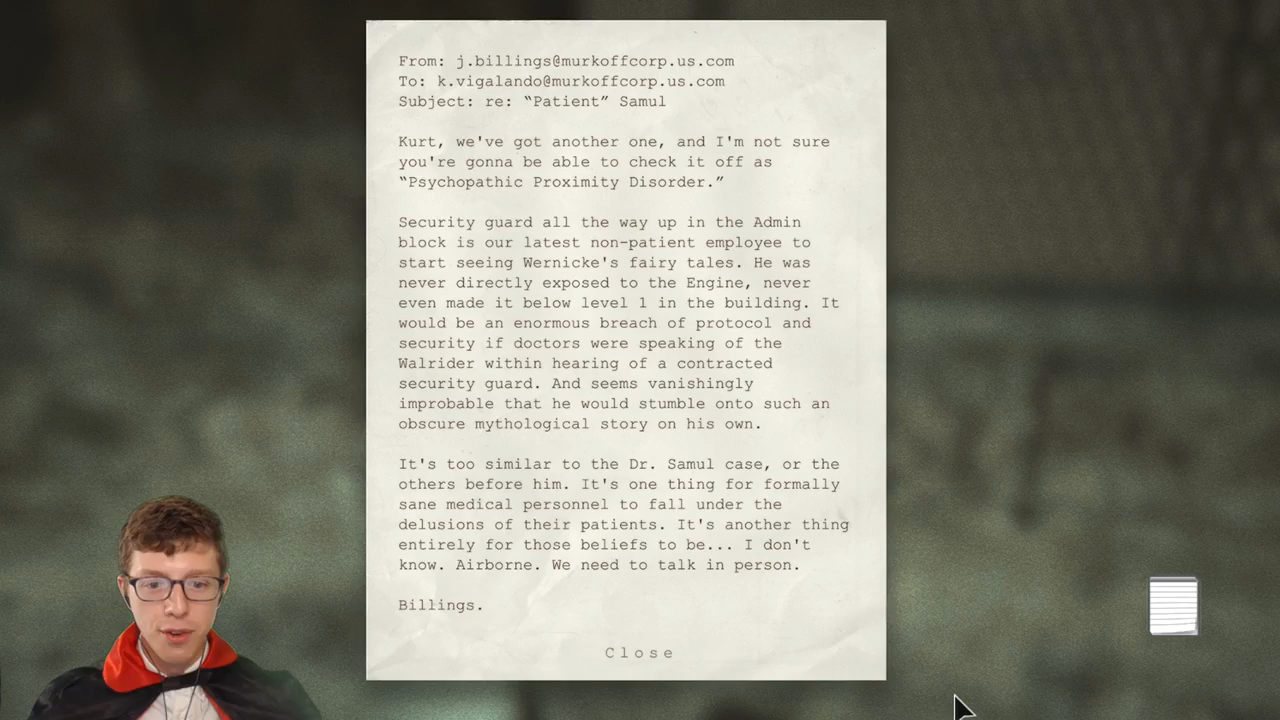 From: j.billings@murkoffcorp.us.com
To: k.vigalando@murkoffcorp.us.com
Subject: re: “Patient” Samul
Kurt, we've got another one, and I'm not sure
you're gonna be able to check it off as
“Psychopathic Proximity Disorder.”
Security guard all the way up in the Admin
block is our latest non-patient employee to
start seeing Wernicke's fairy tales. He was
never directly exposed to the Engine, never
even made it below level 1 in the building. It
would be an enormous breach of protocol and
security if doctors were speaking of the
Walrider within hearing of a contracted
security guard. And seems vanishingly
improbable that he would stumble onto such an
obscure mythological story on his own.
It's too similar to the Dr. Samul case, or the
others before him. It's one thing for formally
sane medical personnel to fall under the
delusions of their patients. It's another thing
entirely for those beliefs to be... I don't
know. Airborne. We need to talk in person.
Billings.
Close